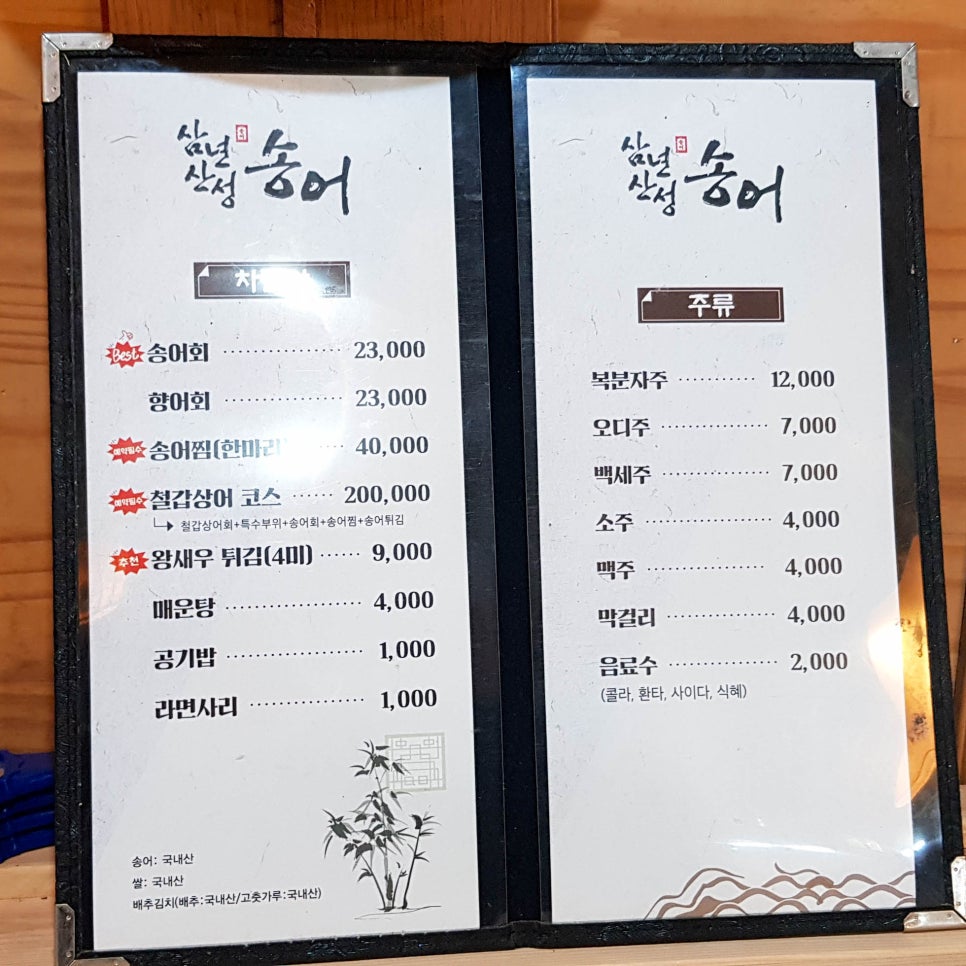 삼년
산성 송어
Best 송어회 23,000
향어회 23,000
예약필수 송어찜(한마리) 40,000
예약필수 철갑상어 코스 200,000
철갑상어회+특수부위+송어회+송어찜+송어튀김
추천 왕새우 튀김(4미) 9,000
매운탕 4,000
공기밥 1,000
라면사리 1,000
송어: 국내산
쌀: 국내산
배추김치(배추:국내산/고춧가루:국내산)
삼년
산성 송어
주류
복분자주 12,000
오디주 7,000
백세주 7,000
소주 4,000
맥주 4,000
막걸리 4,000
음료수 2,000
(콜라, 환타, 사이다, 식혜)